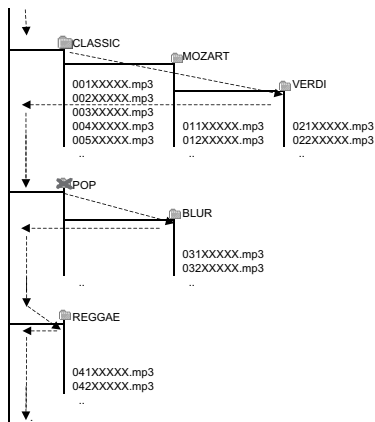 CLASSIC
MOZART
VERDI
001XXXXX.mp3
002XXXXX.mp3
003XXXXX.mp3
004XXXXX.mp3
005XXXXX.mp3
..
011XXXXX.mp3
012XXXXX.mp3
..
021XXXXX.mp3
022XXXXX.mp3
..
POP
..
BLUR
031XXXXX.mp3
032XXXXX.mp3
..
REGGAE
041XXXXX.mp3
042XXXXX.mp3
..